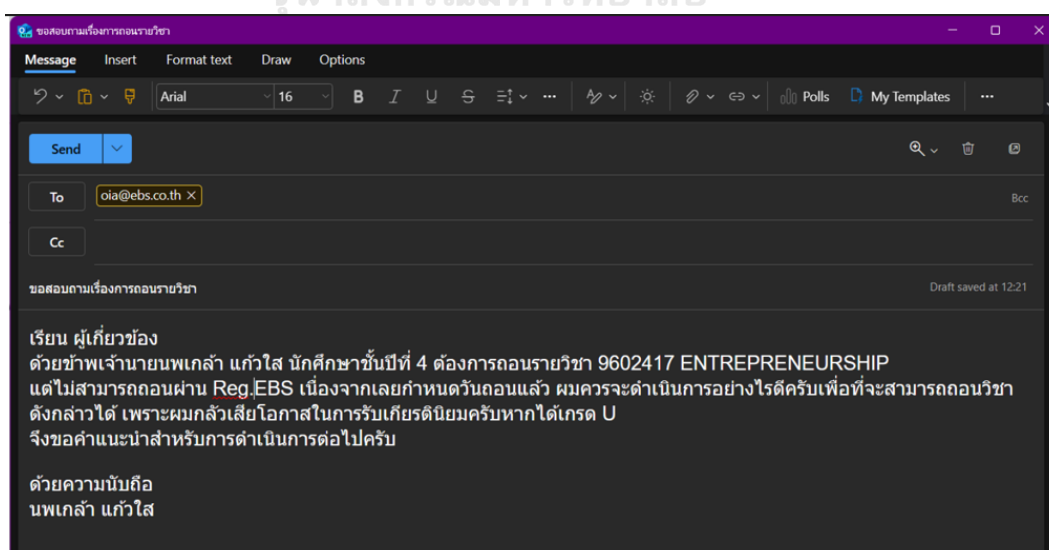 ขอสอบถามเรื่องการถอนรายวิชา
Message Insert Format text Draw Options
Arial 16 B I U Polls My Templates
Send
To oia@ebs.co.th Bcc
Cc
ขอสอบถามเรื่องการถอนรายวิชา Draft saved at 12:21
เรียน ผู้เกี่ยวข้อง
ด้วยข้าพเจ้านายนพเกล้า แก้วใส นักศึกษาชั้นปีที่ 4 ต้องการถอนรายวิชา 9602417 ENTREPRENEURSHIP
แต่ไม่สามารถถอนผ่าน Reg.EBS เนื่องจากเลยกำหนดวันถอนแล้ว ผมควรจะดำเนินการอย่างไรดีครับเพื่อที่จะสามารถถอนวิชา
ดังกล่าวได้ เพราะผมกลัวเสียโอกาสในการรับเกียรตินิยมครับหากได้เกรด U
จึงขอคำแนะนำสำหรับการดำเนินการต่อไปครับ
ด้วยความนับถือ
นพเกล้า แก้วใส